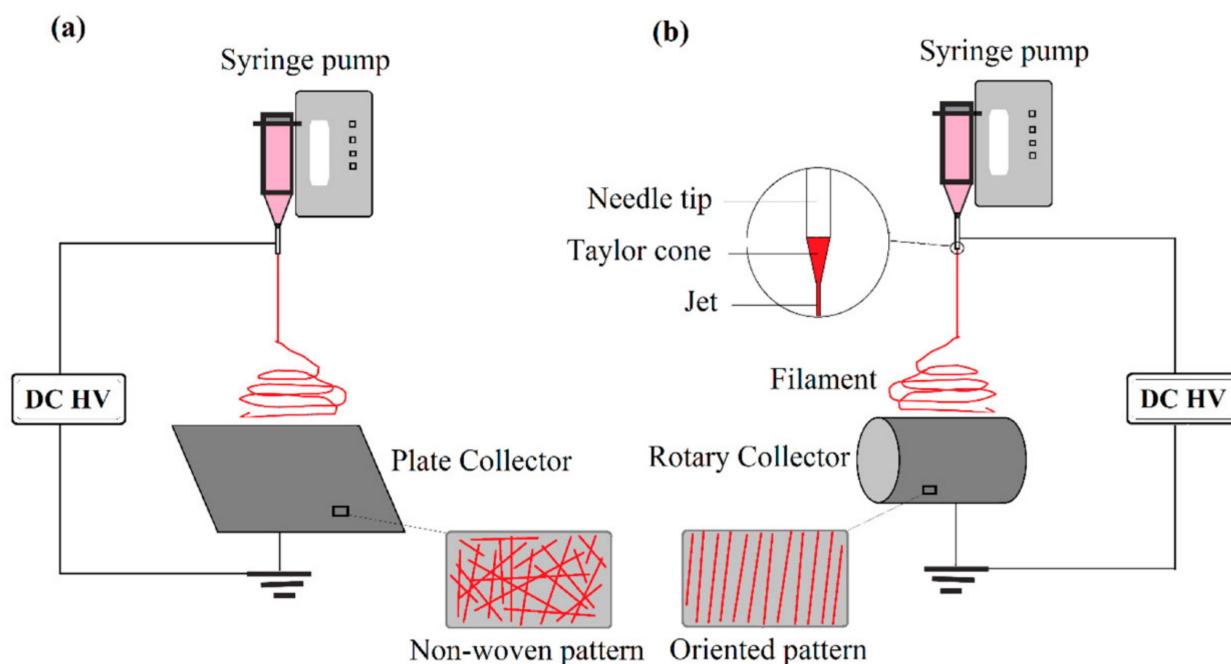 (a)
Syringe pump
DC HV
Plate Collector
Non-woven pattern
(b)
Syringe pump
Needle tip
Taylor cone
Jet
Filament
DC HV
Rotary Collector
Oriented pattern